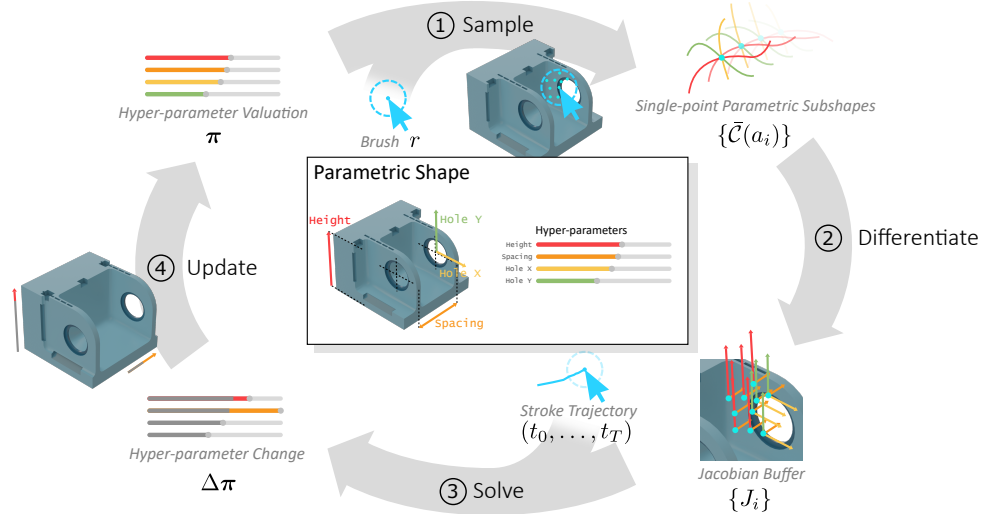 ① Sample
Hyper-parameter Valuation
π
Brush r
Single-point Parametric Subshapes
{C̄(aᵢ)}
Parametric Shape
Height
Hole Y
Hole X
Spacing
Hyper-parameters
Height
Spacing
Hole X
Hole Y
② Differentiate
④ Update
Stroke Trajectory
(t₀, . . . , t_T)
Hyper-parameter Change
Δπ
③ Solve
Jacobian Buffer
{Jᵢ}